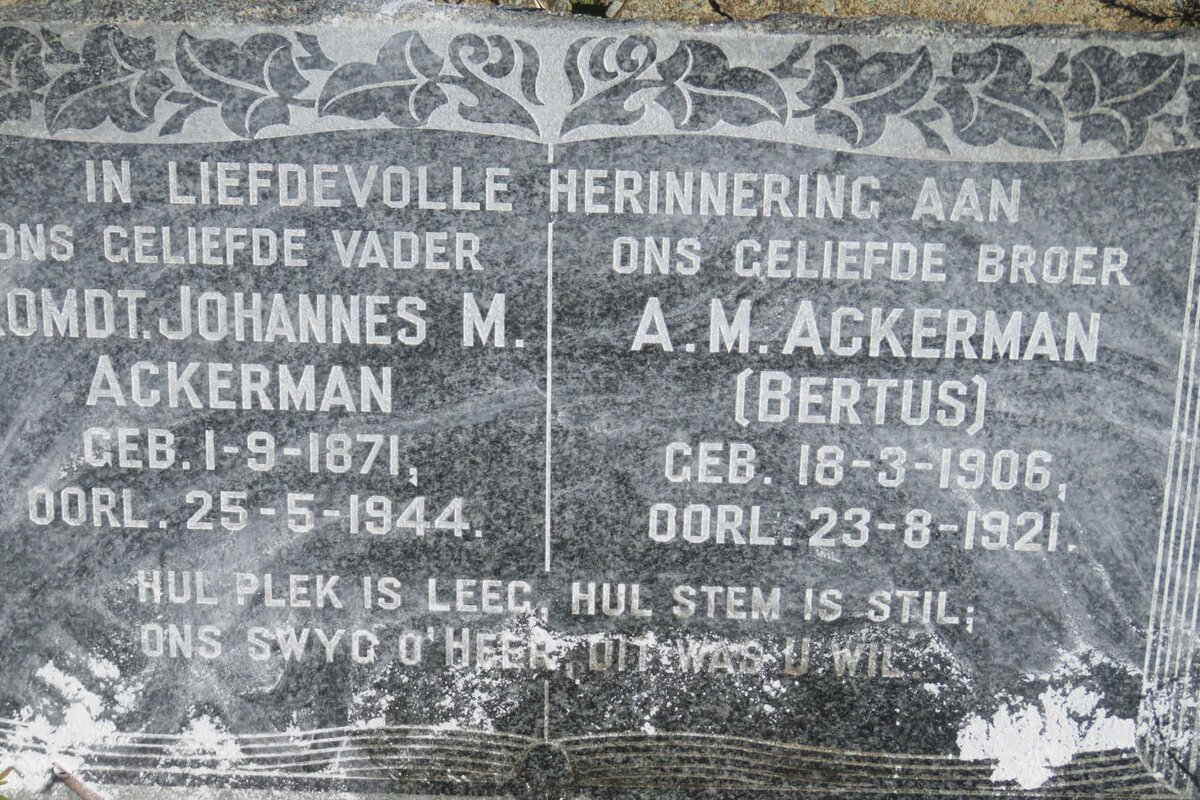 IN LIEFDEVOLLE HERINNERING AAN
ONS GELIEFDE VADER
KOMDT. JOHANNES M.
ACKERMAN
GEB. 1-9-1871,
OORL. 25-5-1944.
ONS GELIEFDE BROER
A. M. ACKERMAN
(BERTUS)
GEB. 18-3-1906,
OORL. 23-8-1921.
HUL PLEK IS LEEG, HUL STEM IS STIL;
ONS SWYG O' HEER, DIT WAS U WIL.